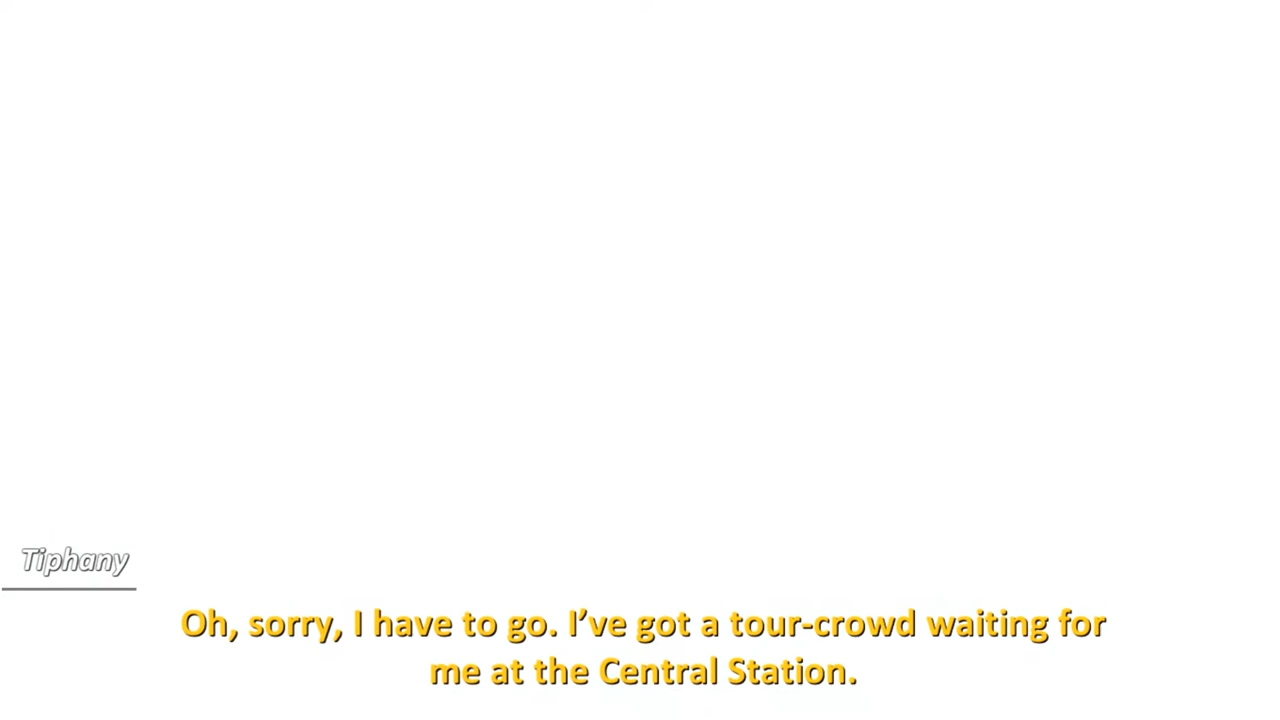 Tiphany
Oh, sorry, I have to go. I’ve got a tour-crowd waiting for
me at the Central Station.